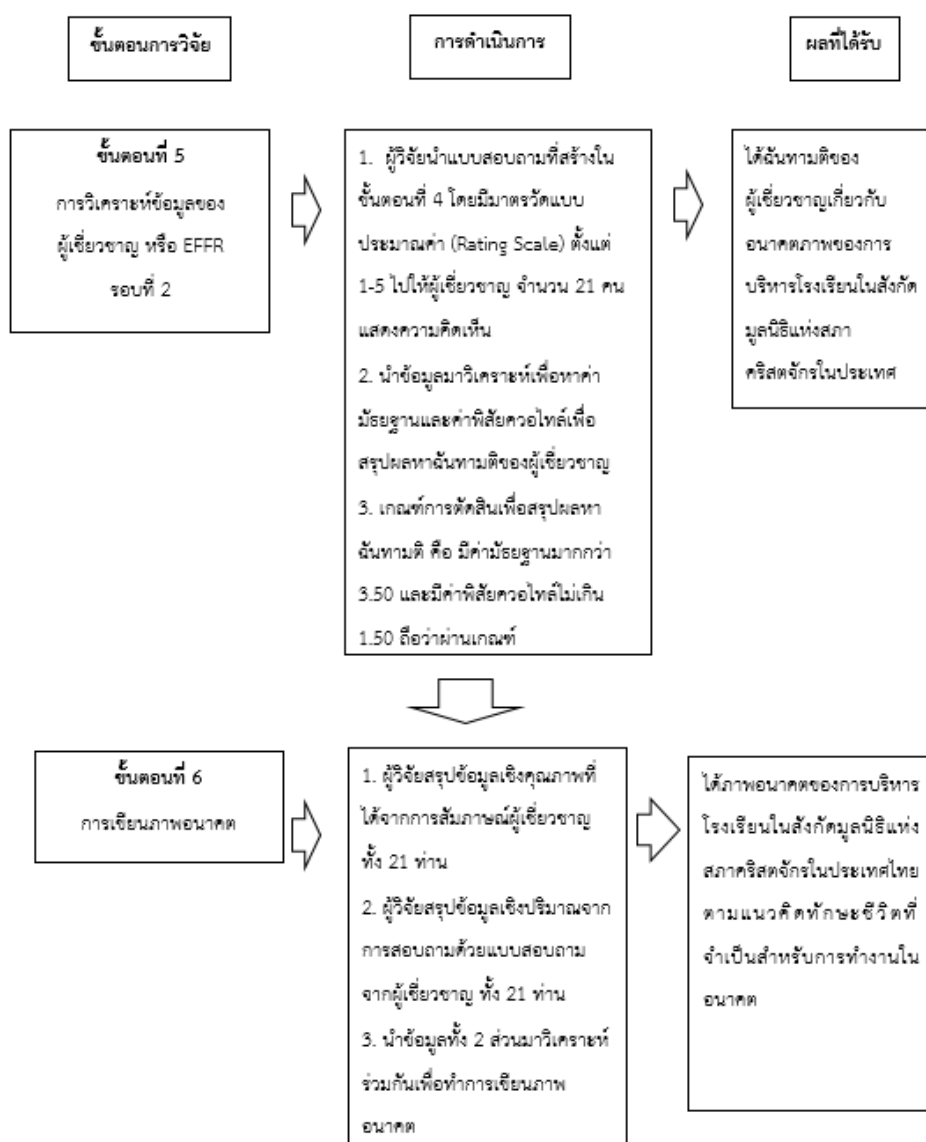 ขั้นตอนการวิจัย
การดำเนินการ
ผลที่ได้รับ
ขั้นตอนที่ 5
การวิเคราะห์ข้อมูลของ
ผู้เชี่ยวชาญ หรือ EFFR
รอบที่ 2
1. ผู้วิจัยนำแบบสอบถามที่สร้างใน
ขั้นตอนที่ 4 โดยมีมาตรวัดแบบ
ประมาณค่า (Rating Scale) ตั้งแต่
1-5 ไปให้ผู้เชี่ยวชาญ จำนวน 21 คน
แสดงความคิดเห็น
2. นำข้อมูลมาวิเคราะห์เพื่อหาค่า
มัธยฐานและค่าพิสัยควอไทล์เพื่อ
สรุปผลหาฉันทามติของผู้เชี่ยวชาญ
3. เกณฑ์การตัดสินเพื่อสรุปผลหา
ฉันทามติ คือ มีค่ามัธยฐานมากกว่า
3.50 และมีค่าพิสัยควอไทล์ไม่เกิน
1.50 ถือว่าผ่านเกณฑ์
ได้ฉันทามติของ
ผู้เชี่ยวชาญเกี่ยวกับ
อนาคตภาพของการ
บริหารโรงเรียนในสังกัด
มูลนิธิแห่งสภา
คริสตจักรในประเทศ
ขั้นตอนที่ 6
การเขียนภาพอนาคต
1. ผู้วิจัยสรุปข้อมูลเชิงคุณภาพที่
ได้จากการสัมภาษณ์ผู้เชี่ยวชาญ
ทั้ง 21 ท่าน
2. ผู้วิจัยสรุปข้อมูลเชิงปริมาณจาก
การสอบถามด้วยแบบสอบถาม
จากผู้เชี่ยวชาญ ทั้ง 21 ท่าน
3. นำข้อมูลทั้ง 2 ส่วนมาวิเคราะห์
ร่วมกันเพื่อทำการเขียนภาพ
อนาคต
ได้ภาพอนาคตของการบริหาร
โรงเรียนในสังกัดมูลนิธิแห่ง
สภาคริสตจักรในประเทศไทย
ตามแนวคิดทักษะชีวิตที่
จำเป็นสำหรับการทำงานใน
อนาคต